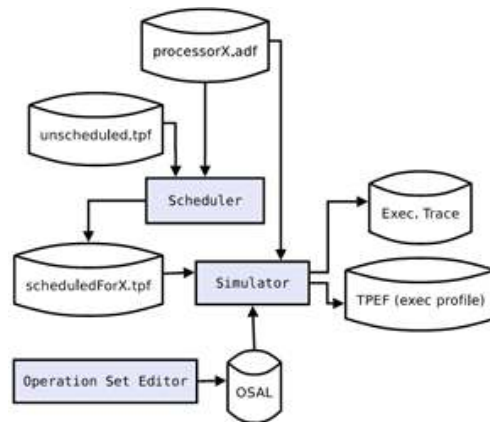 processorX.adf
unscheduled.tpf
Scheduler
Exec. Trace
scheduledForX.tpf
Simulator
TPEF (exec profile)
Operation Set Editor
OSAL